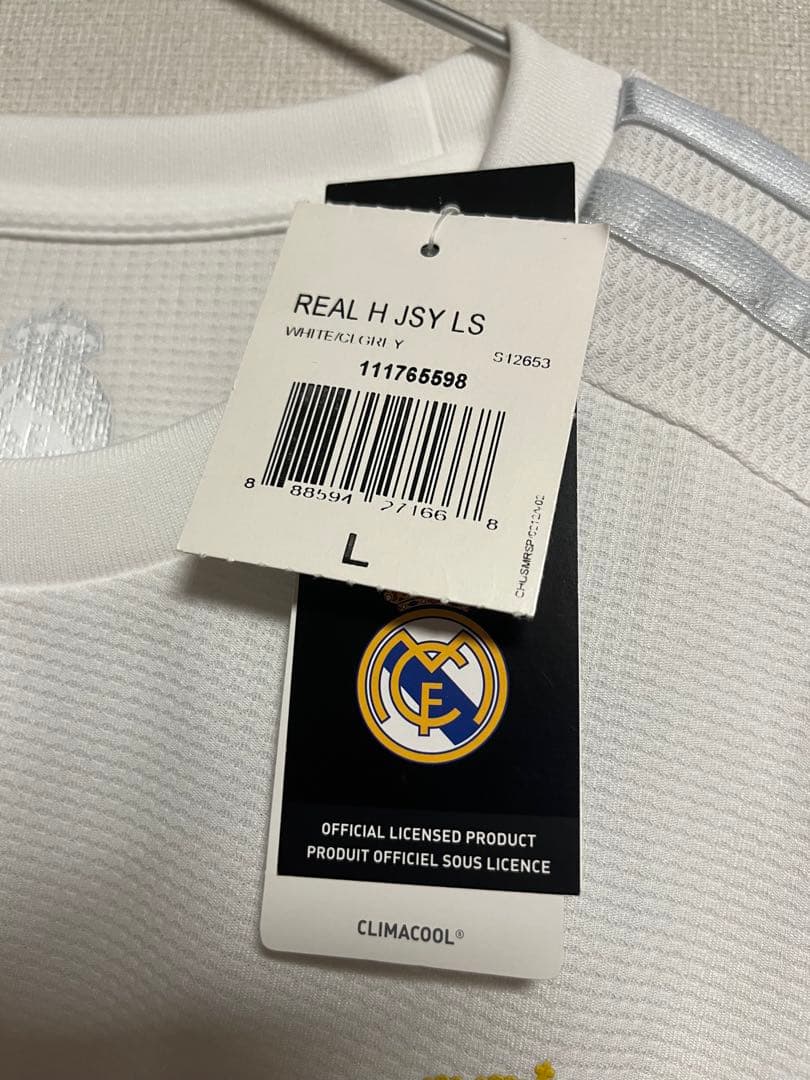 REAL H JSY LS
WHITE/CLGREY
S12653
111765598
8 88594 27166 8
L
OFFICIAL LICENSED PRODUCT
PRODUIT OFFICIEL SOUS LICENCE
CLIMACOOL®